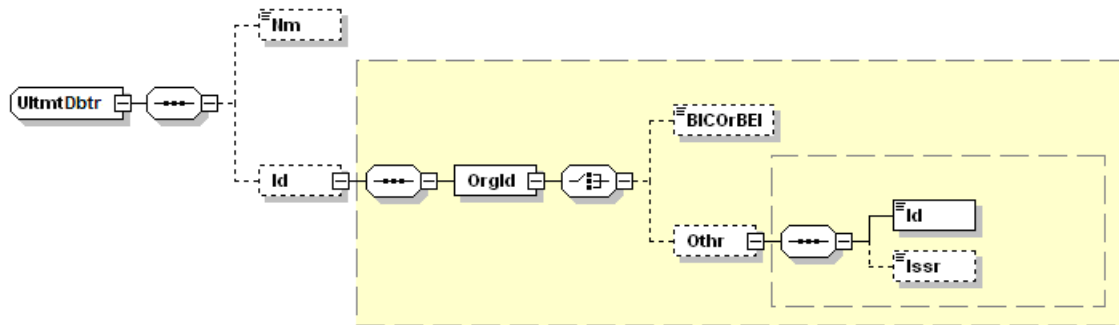 Nm
UltmtDbtr
BICOrBEI
Id
OrgId
Id
Othr
Issr